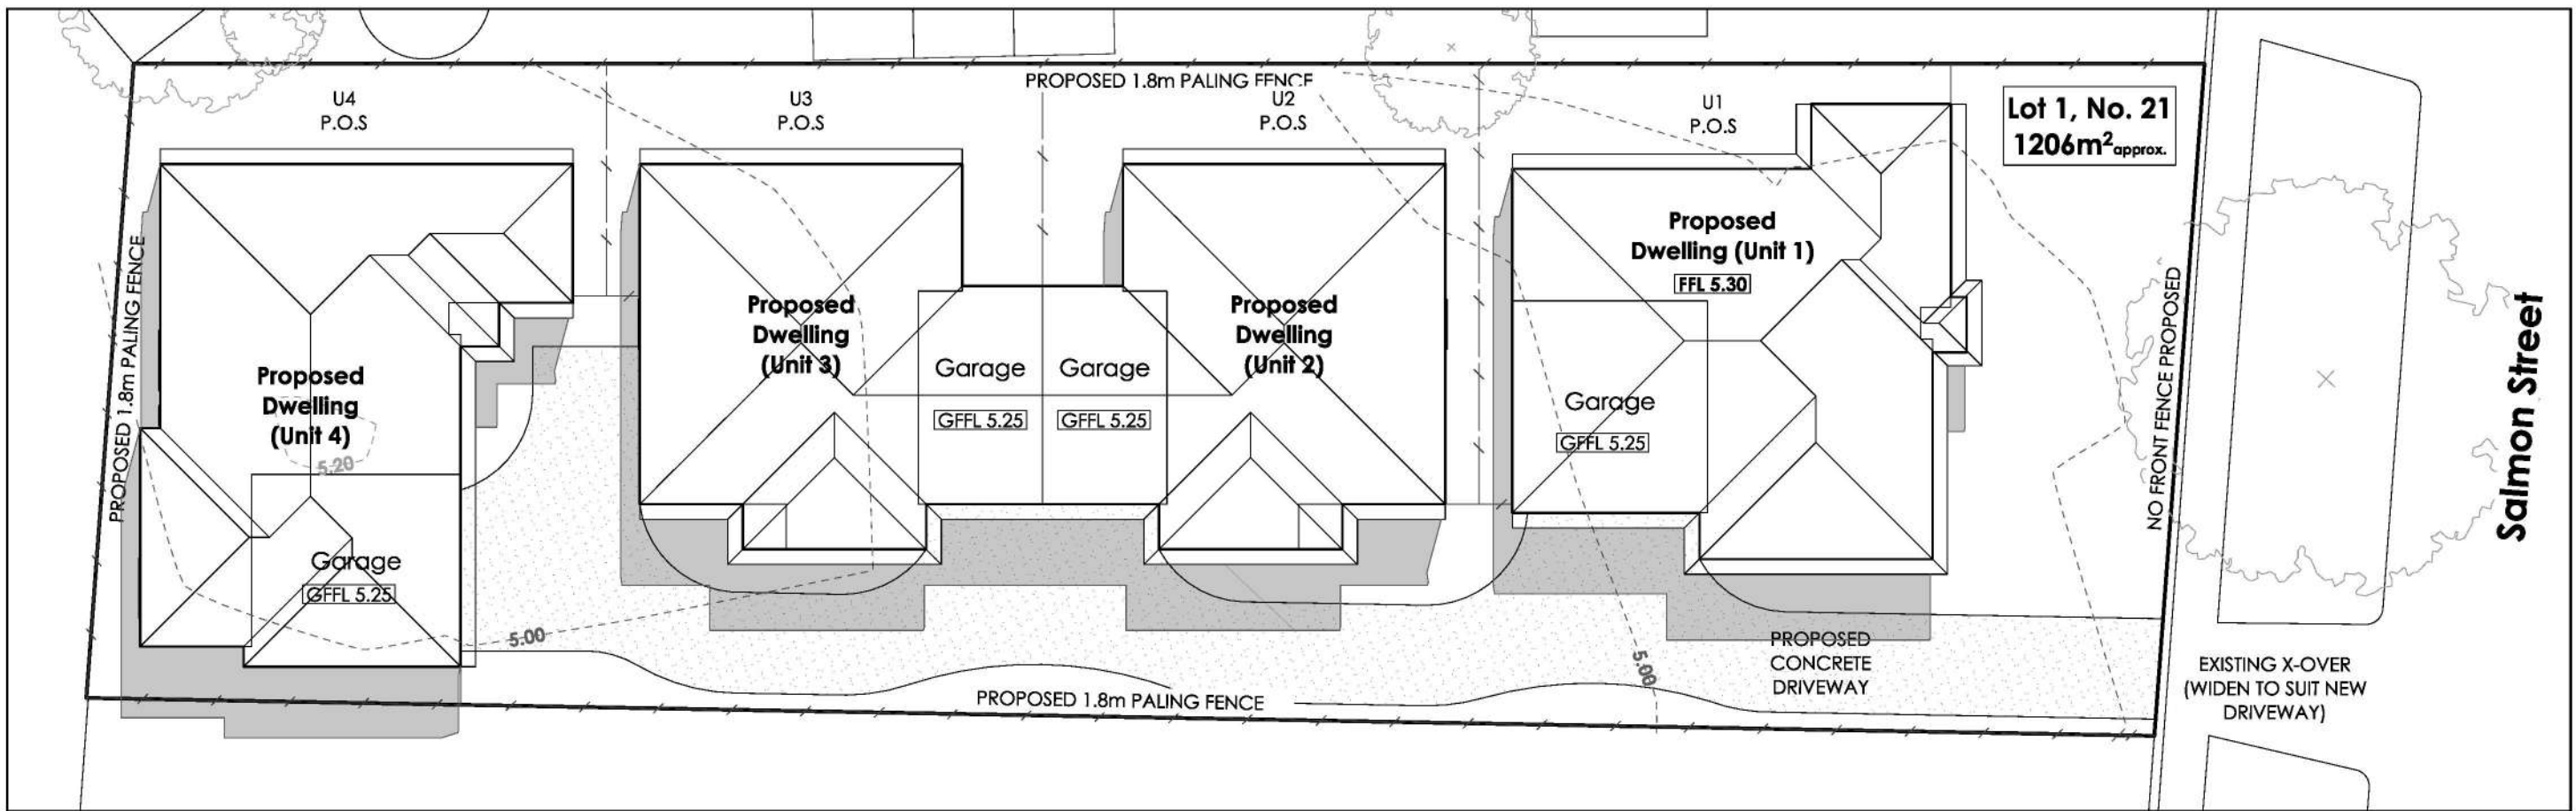 PROPOSED 1.8m PALING FENCE
U4
P.O.S
U3
P.O.S
U2
P.O.S
U1
P.O.S
Lot 1, No. 21
1206m² approx.
PROPOSED 1.8m PALING FENCE
Proposed
Dwelling
(Unit 4)
5.20
Garage
GFFL 5.25
Proposed
Dwelling
(Unit 3)
Garage
GFFL 5.25
Garage
GFFL 5.25
Proposed
Dwelling
(Unit 2)
Proposed
Dwelling (Unit 1)
FFL 5.30
Garage
GFFL 5.25
NO FRONT FENCE PROPOSED
Salmon Street
5.00
5.00
PROPOSED
CONCRETE
DRIVEWAY
PROPOSED 1.8m PALING FENCE
EXISTING X-OVER
(WIDEN TO SUIT NEW
DRIVEWAY)